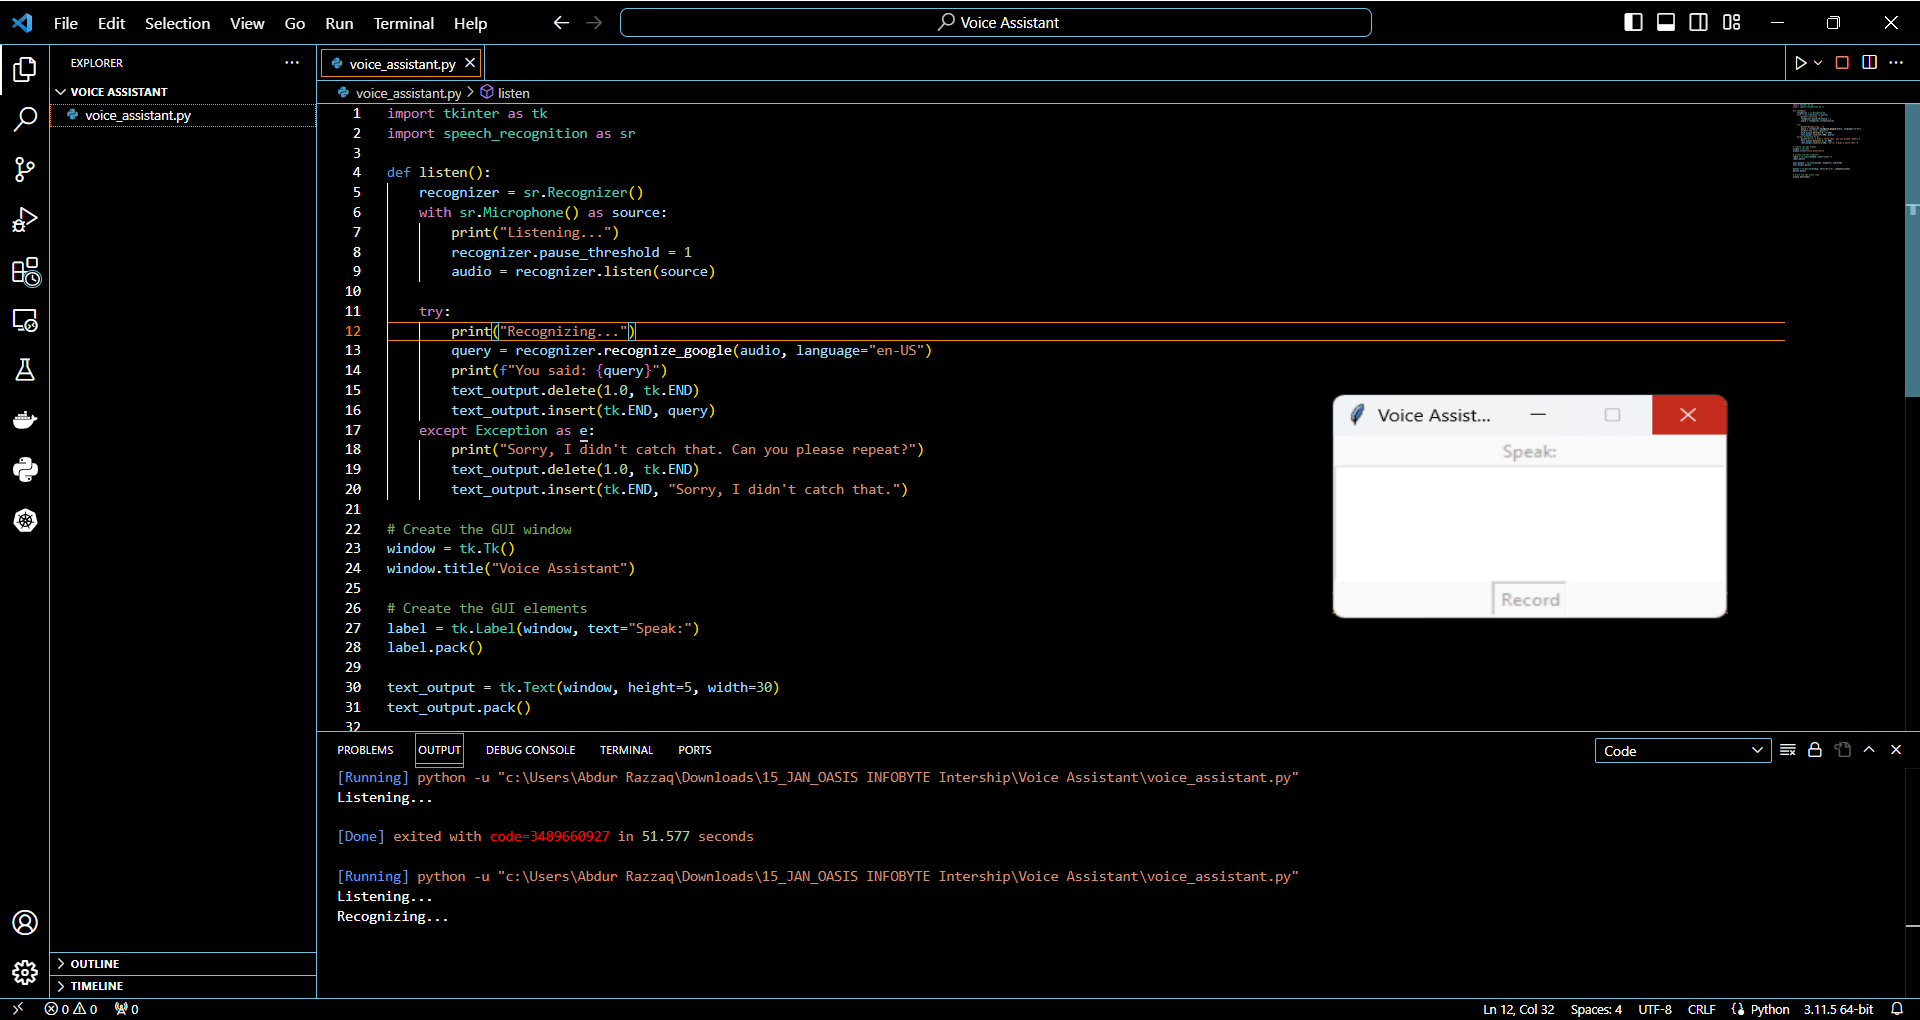 File Edit Selection View Go Run Terminal Help
Voice Assistant
EXPLORER
VOICE ASSISTANT
voice_assistant.py
voice_assistant.py
voice_assistant.py > listen
1 import tkinter as tk
2 import speech_recognition as sr
3
4 def listen():
5 recognizer = sr.Recognizer()
6 with sr.Microphone() as source:
7 print("Listening...")
8 recognizer.pause_threshold = 1
9 audio = recognizer.listen(source)
10
11 try:
12 print("Recognizing...")
13 query = recognizer.recognize_google(audio, language="en-US")
14 print(f"You said: {query}")
15 text_output.delete(1.0, tk.END)
16 text_output.insert(tk.END, query)
17 except Exception as e:
18 print("Sorry, I didn't catch that. Can you please repeat?")
19 text_output.delete(1.0, tk.END)
20 text_output.insert(tk.END, "Sorry, I didn't catch that.")
21
22 # Create the GUI window
23 window = tk.Tk()
24 window.title("Voice Assistant")
25
26 # Create the GUI elements
27 label = tk.Label(window, text="Speak:")
28 label.pack()
29
30 text_output = tk.Text(window, height=5, width=30)
31 text_output.pack()
32
Voice Assist...
Speak:
Record
PROBLEMS OUTPUT DEBUG CONSOLE TERMINAL PORTS
Code
[Running] python -u "c:\Users\Abdur Razzaq\Downloads\15_JAN_OASIS INFOBYTE Intership\Voice Assistant\voice_assistant.py"
Listening...
[Done] exited with code=3489660927 in 51.577 seconds
[Running] python -u "c:\Users\Abdur Razzaq\Downloads\15_JAN_OASIS INFOBYTE Intership\Voice Assistant\voice_assistant.py"
Listening...
Recognizing...
OUTLINE
TIMELINE
0 0 0
Ln 12, Col 32 Spaces: 4 UTF-8 CRLF Python 3.11.5 64-bit